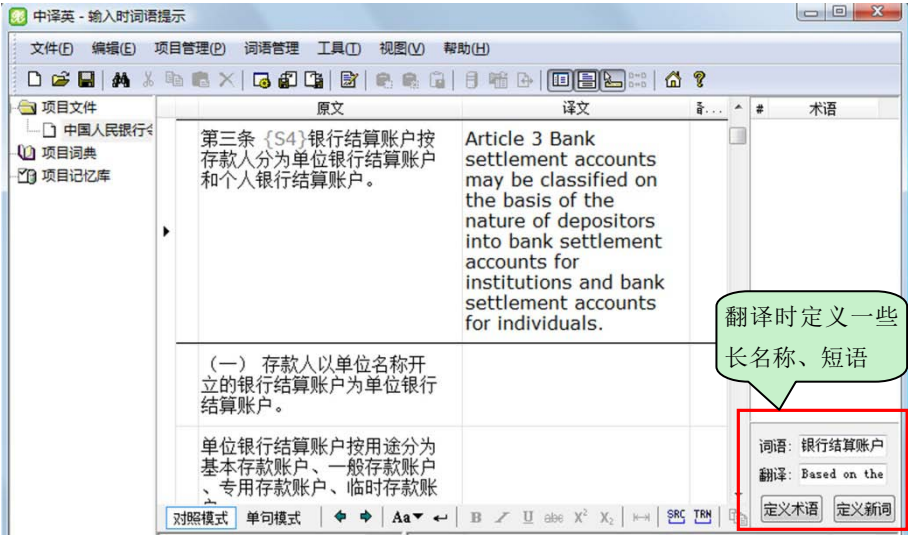 中译英 - 输入时词语提示
文件(F) 编辑(E) 项目管理(P) 词语管理 工具(T) 视图(V) 帮助(H)
项目文件
中国人民银行
项目词典
项目记忆库
原文 译文
# 术语
第三条 {S4}银行结算账户按
存款人分为单位银行结算账户
和个人银行结算账户。
Article 3 Bank
settlement accounts
may be classified on
the basis of the
nature of depositors
into bank settlement
accounts for
institutions and bank
settlement accounts
for individuals.
(一) 存款人以单位名称开
立的银行结算账户为单位银行
结算账户。
单位银行结算账户按用途分为
基本存款账户、一般存款账户
、专用存款账户、临时存款账
翻译时定义一些
长名称、短语
词语: 银行结算账户
翻译: Based on the
定义术语 定义新词
对照模式 单句模式 Aa B I U abc X² X₂ SRC TRN